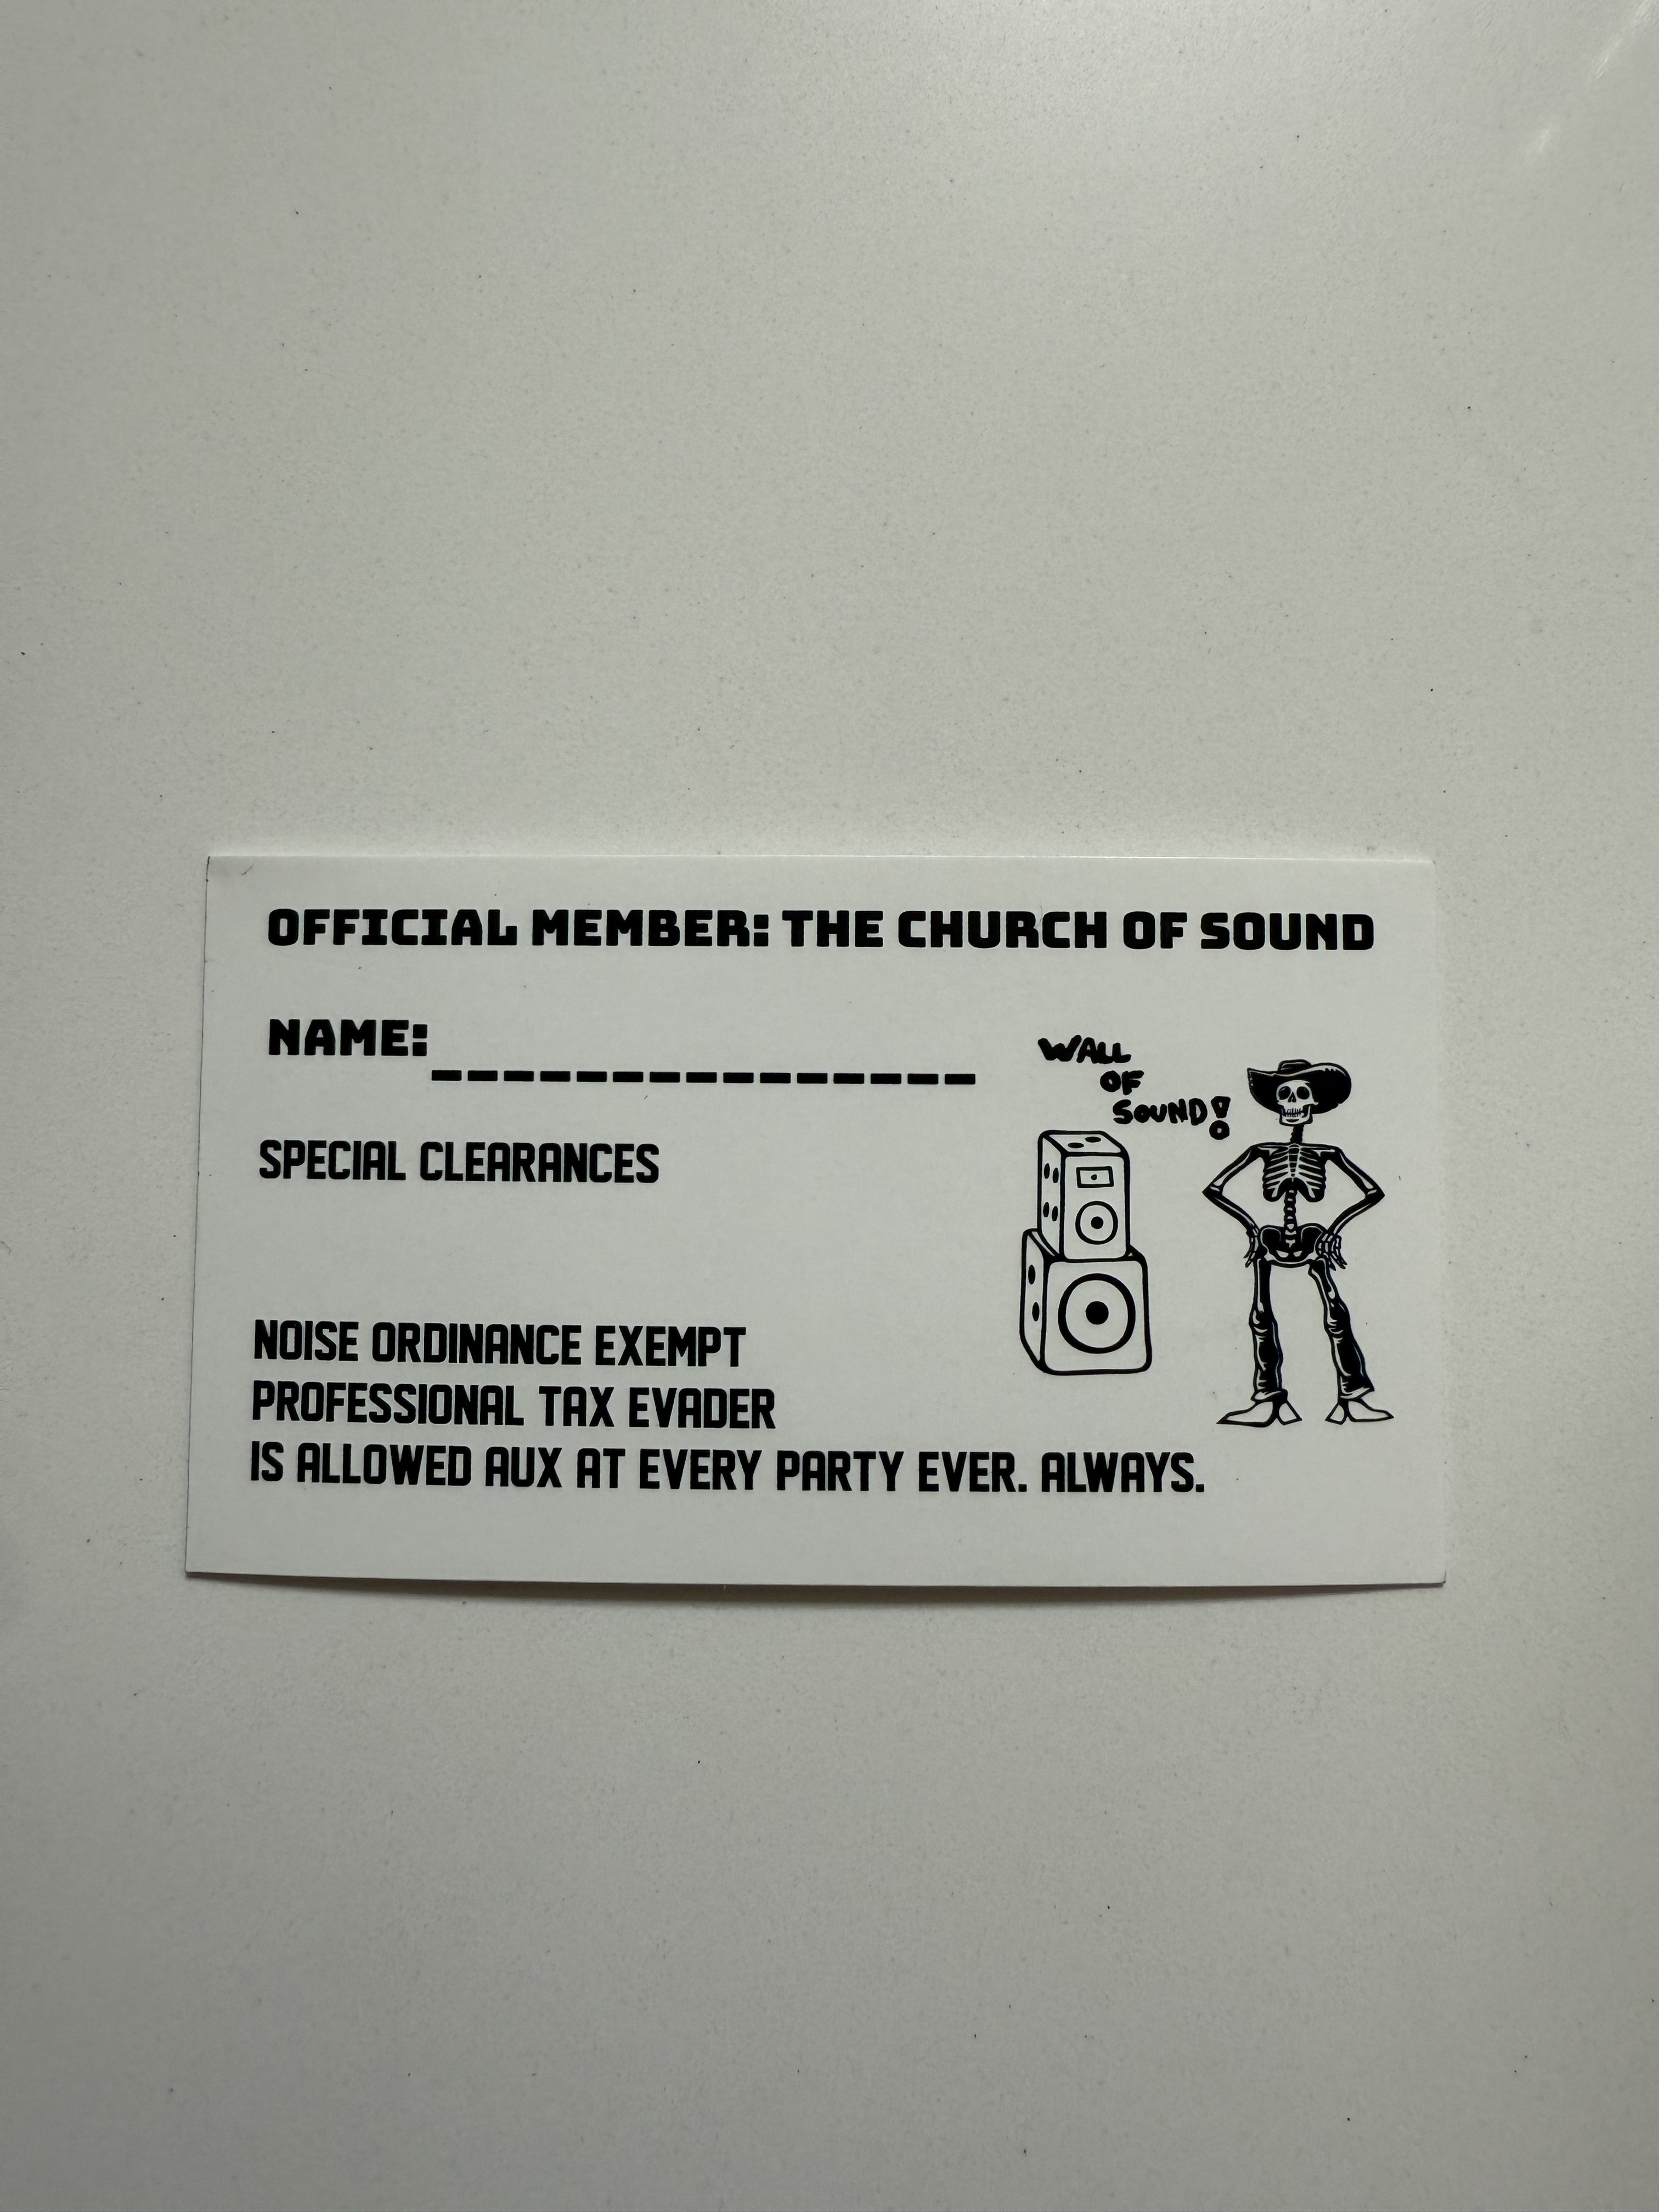 OFFICIAL MEMBER: THE CHURCH OF SOUND
NAME:_______________
WALL
OF
SOUND!
SPECIAL CLEARANCES
NOISE ORDINANCE EXEMPT
PROFESSIONAL TAX EVADER
IS ALLOWED AUX AT EVERY PARTY EVER. ALWAYS.